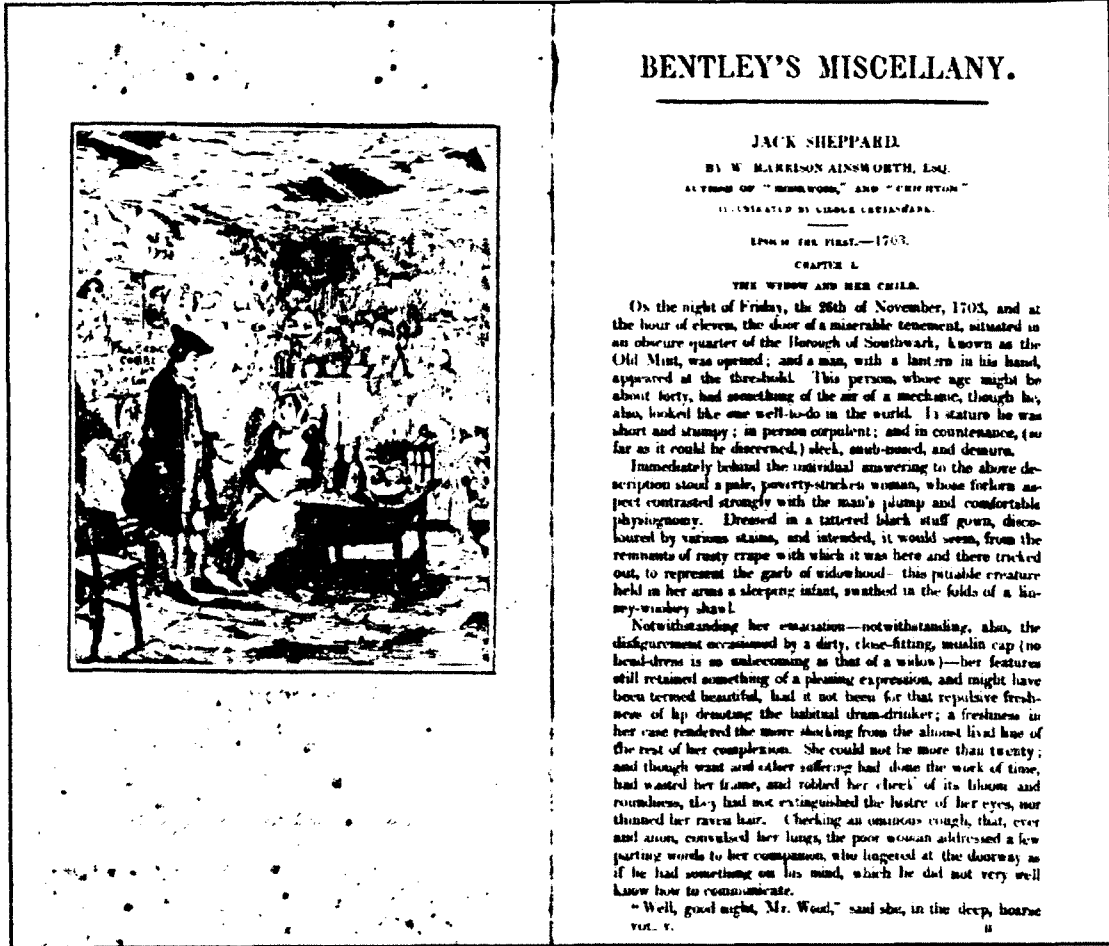 BENTLEY'S MISCELLANY.
JACK SHEPPARD.
BY W. HARRISON AINSWORTH, ESQ.
AUTHOR OF "ROOKWOOD," AND "CRICHTON"
ILLUSTRATED BY GEORGE CRUIKSHANK.
EPOCH THE FIRST.—1703.
CHAPTER I.
THE WIDOW AND HER CHILD.
On the night of Friday, the 26th of November, 1703, and at
the hour of eleven, the door of a miserable tenement, situated in
an obscure quarter of the Borough of Southwark, known as the
Old Mint, was opened; and a man, with a lantern in his hand,
appeared at the threshold. This person, whose age might be
about forty, had something of the air of a mechanic, though he,
also, looked like one well-to-do in the world. In stature he was
short and stumpy; in person corpulent; and in countenance, (so
far as it could be discerned,) sleek, snub-nosed, and demure.
Immediately behind the individual answering to the above de-
scription stood a pale, poverty-stricken woman, whose forlorn as-
pect contrasted strongly with the man's plump and comfortable
physiognomy. Dressed in a tattered black stuff gown, disco-
loured by various stains, and intended, it would seem, from the
remnants of rusty crape with which it was here and there tricked
out, to represent the garb of widowhood— this pitiable creature
held in her arms a sleeping infant, swathed in the folds of a lin-
sey-woolsey shawl.
Notwithstanding her emaciation—notwithstanding, also, the
disfigurement occasioned by a dirty, close-fitting, muslin cap (no
head-dress is so unbecoming as that of a widow)—her features
still retained something of a pleasing expression, and might have
been termed beautiful, had it not been for that repulsive fresh-
ness of lip denoting the habitual dram-drinker; a freshness in
her case rendered the more shocking from the almost livid hue of
the rest of her complexion. She could not be more than twenty;
and though want and other suffering had done the work of time,
had wasted her frame, and robbed her cheek of its bloom and
roundness, they had not extinguished the lustre of her eyes, nor
thinned her raven hair. Checking an ominous cough, that, ever
and anon, convulsed her lungs, the poor woman addressed a few
parting words to her companion, who lingered at the doorway as
if he had something on his mind, which he did not very well
know how to communicate.
"Well, good night, Mr. Wood," said she, in the deep, hoarse
VOL. V. B